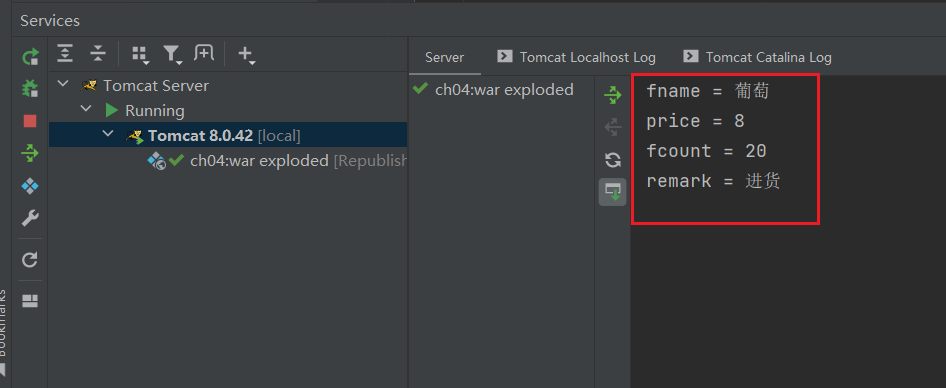 Services
Server
Tomcat Localhost Log
Tomcat Catalina Log
Tomcat Server
Running
Tomcat 8.0.42 [local]
ch04:war exploded [Republish
ch04:war exploded
fname = 葡萄
price = 8
fcount = 20
remark = 进货
Bookmarks